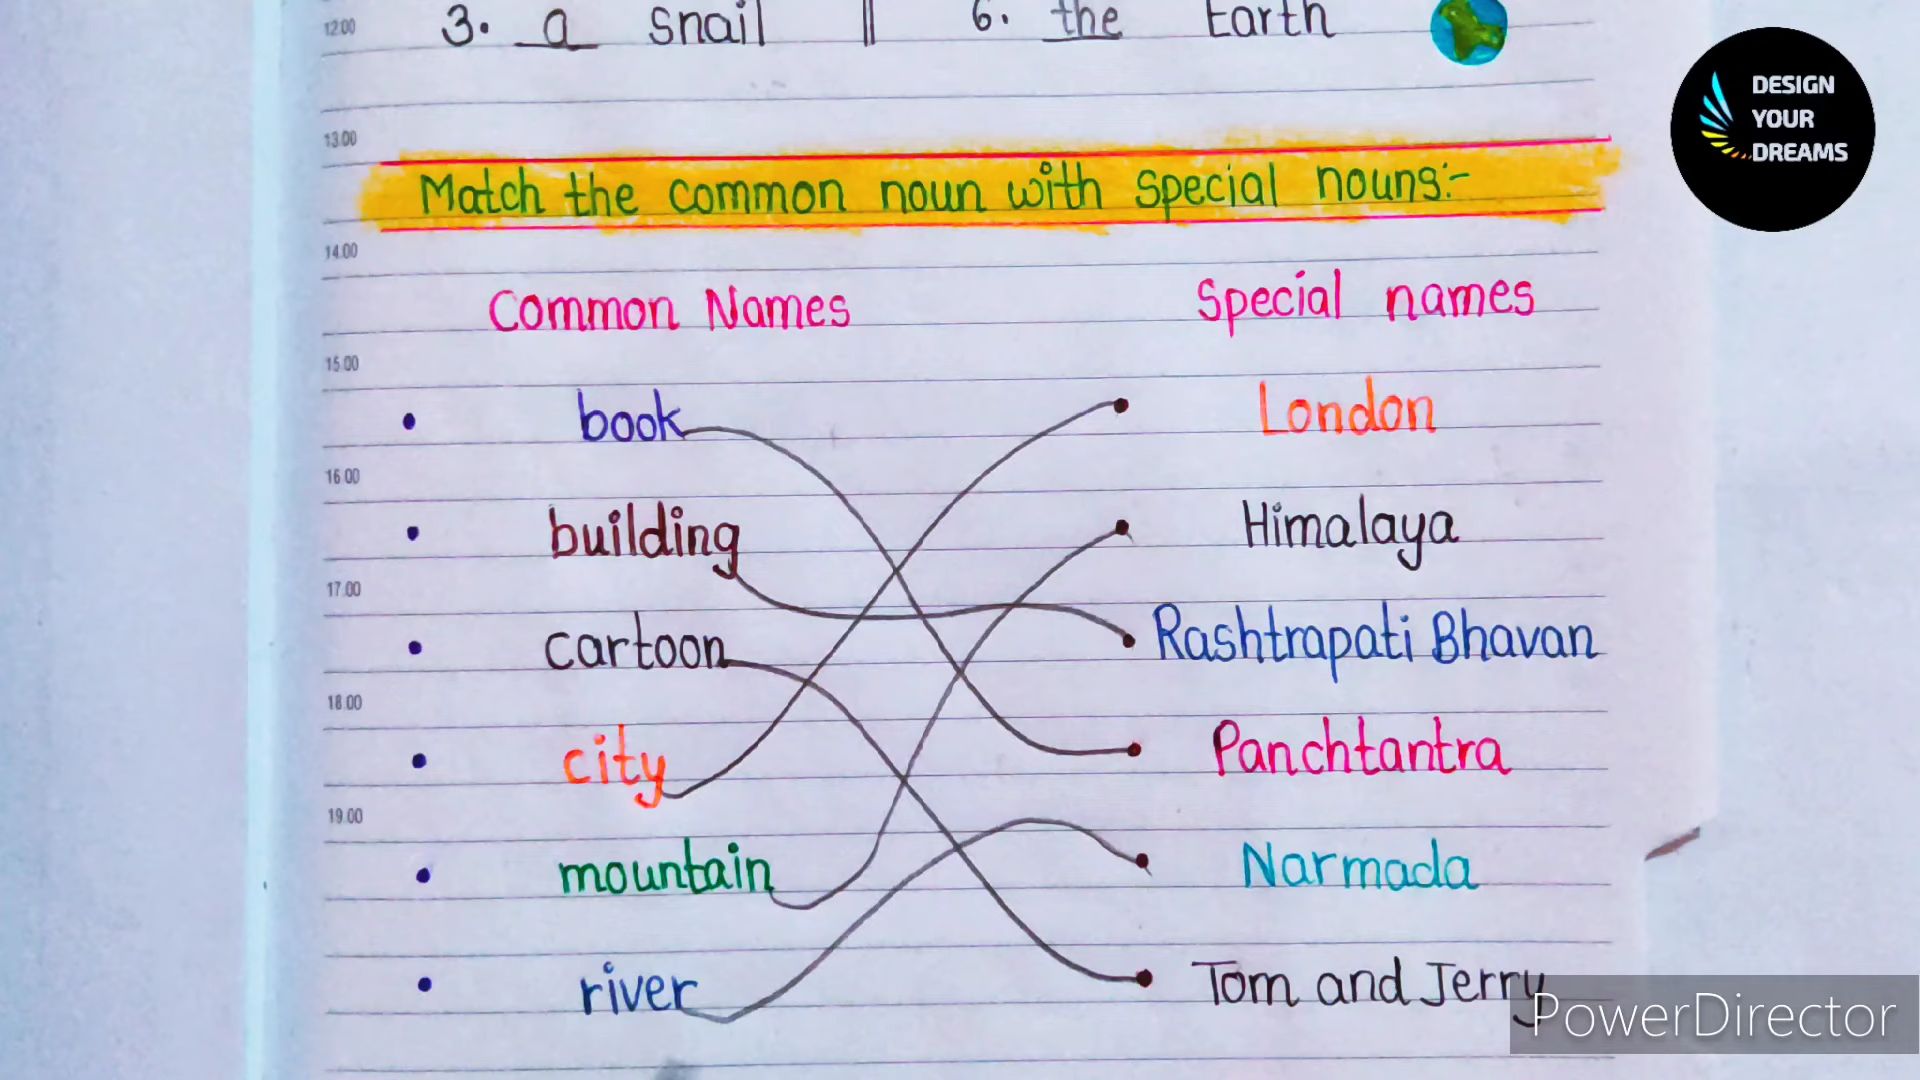 12.00
3. a snail || 6. the Earth
DESIGN
YOUR
DREAMS
13.00
Match the common noun with special nouns:-
14.00
Common Names Special names
15.00
• book London
16.00
• building Himalaya
17.00
• cartoon Rashtrapati Bhavan
18.00
• city Panchtantra
19.00
• mountain Narmada
• river Tom and Jerry
PowerDirector